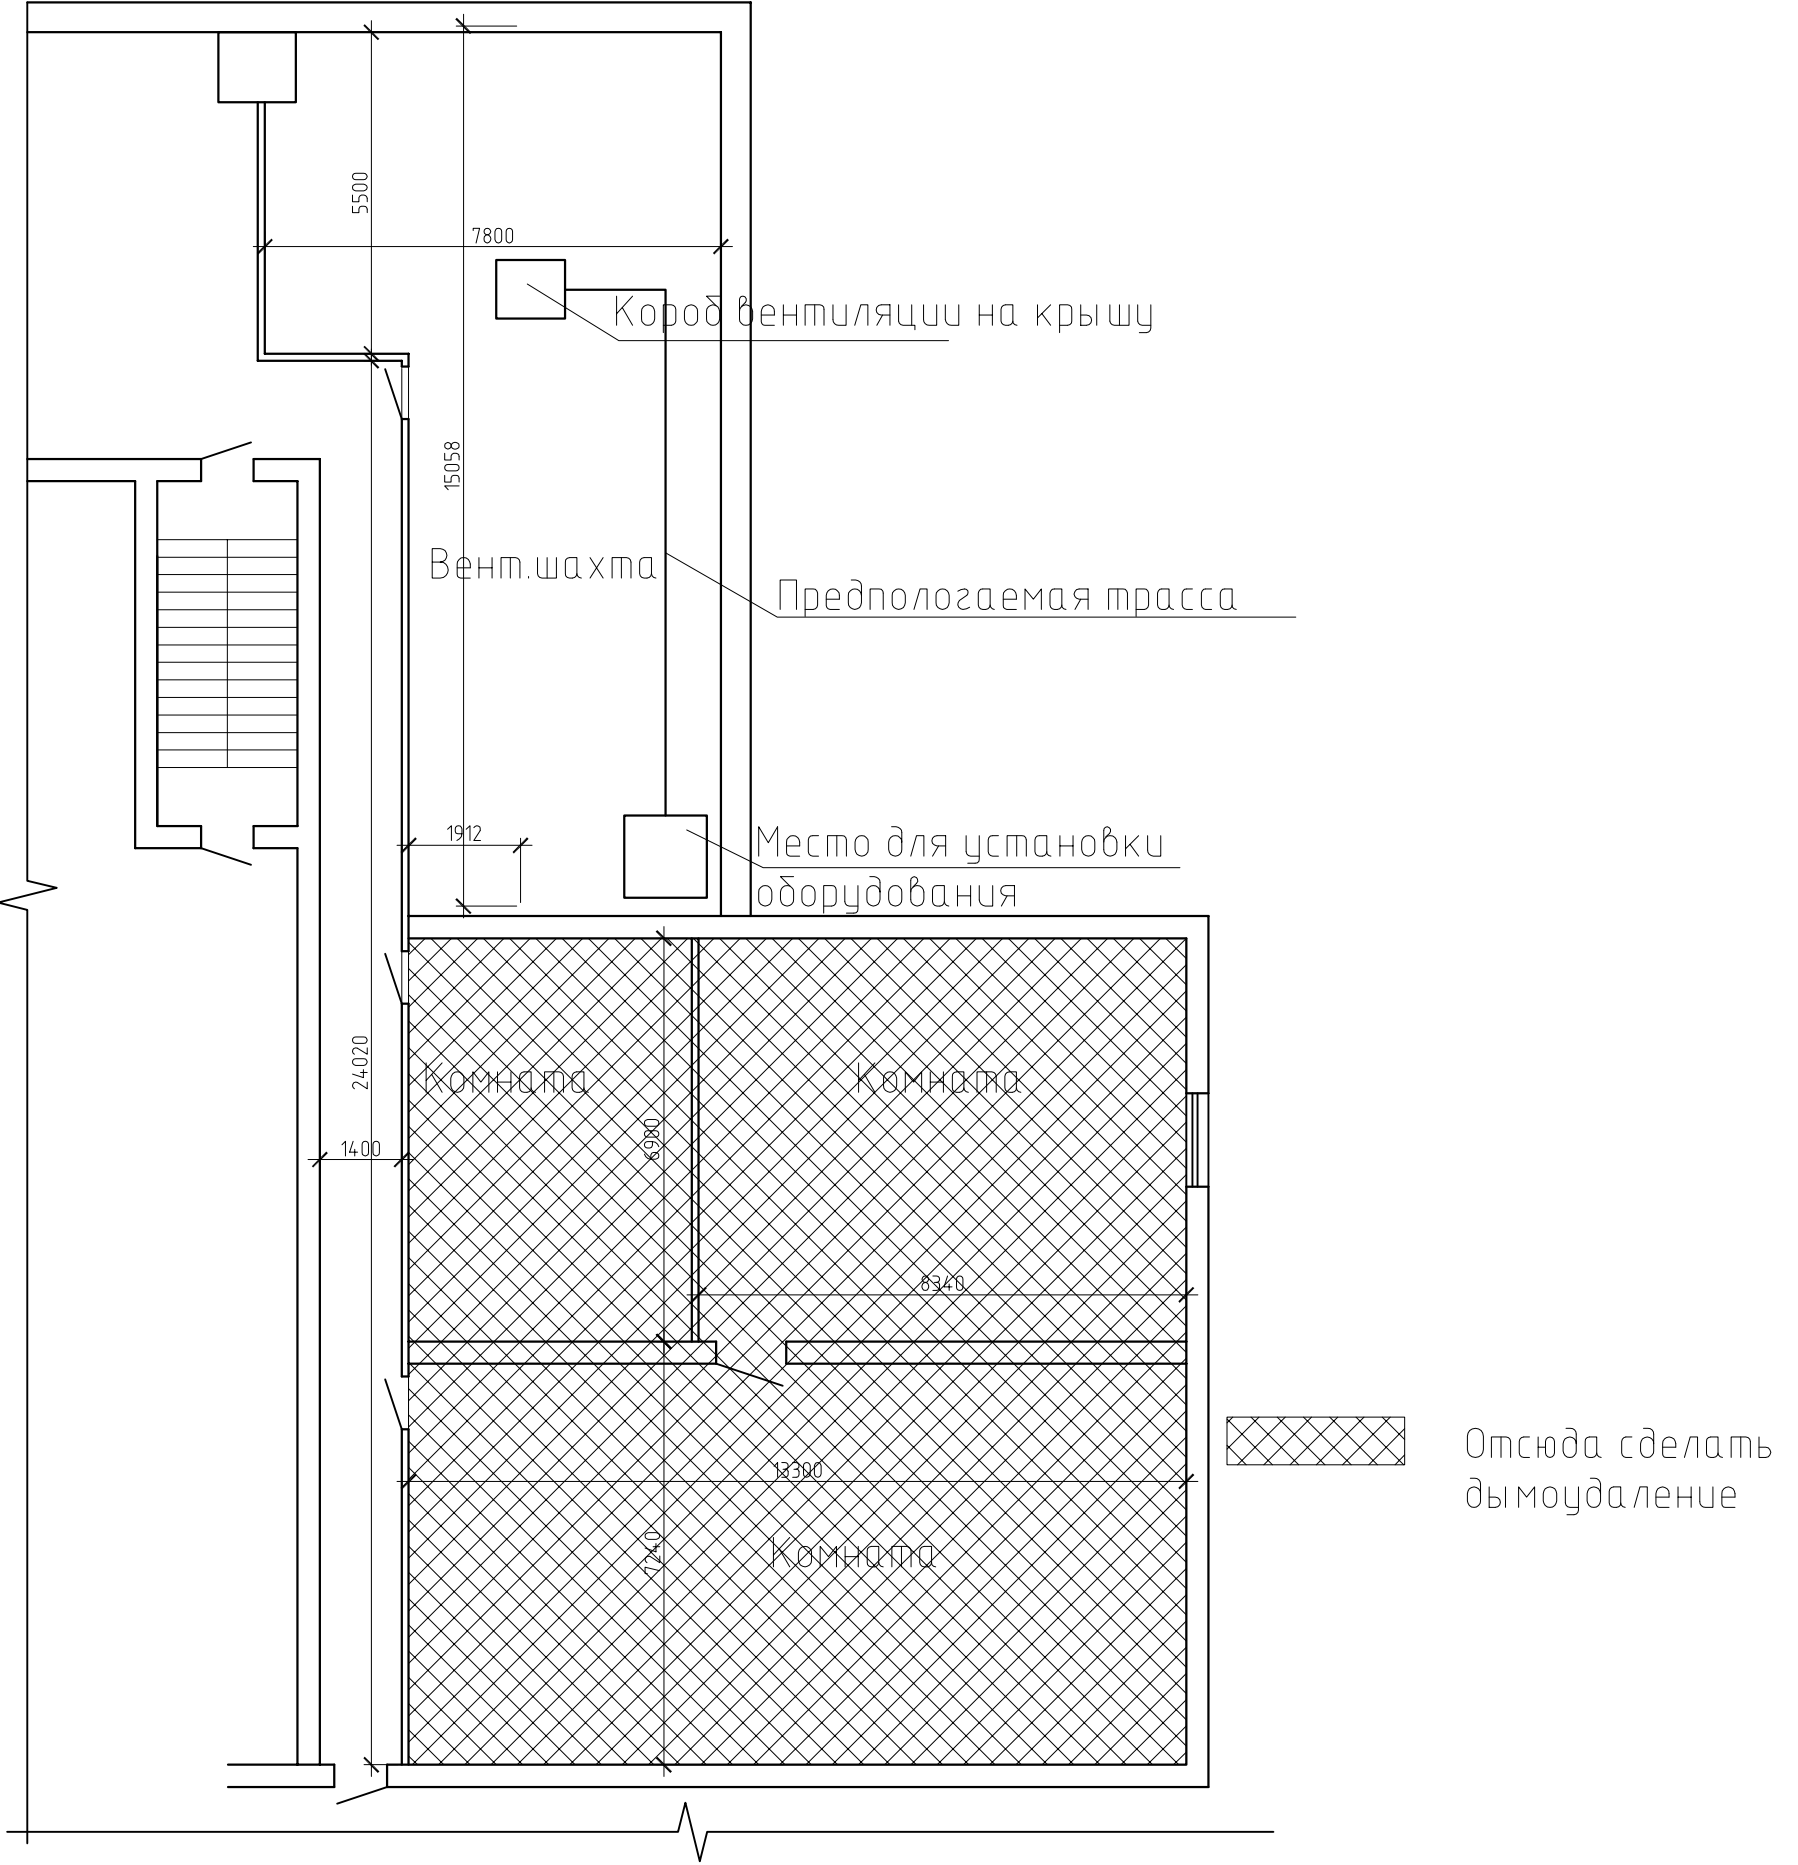 5500
7800
Короб вентиляции на крышу
15058
Вент.шахта
Предпологаемая трасса
1912
Место для установки
оборудования
24020
Комната
Комната
6980
1400
8340
Отсюда сделать
дымоудаление
13300
7240
Комната